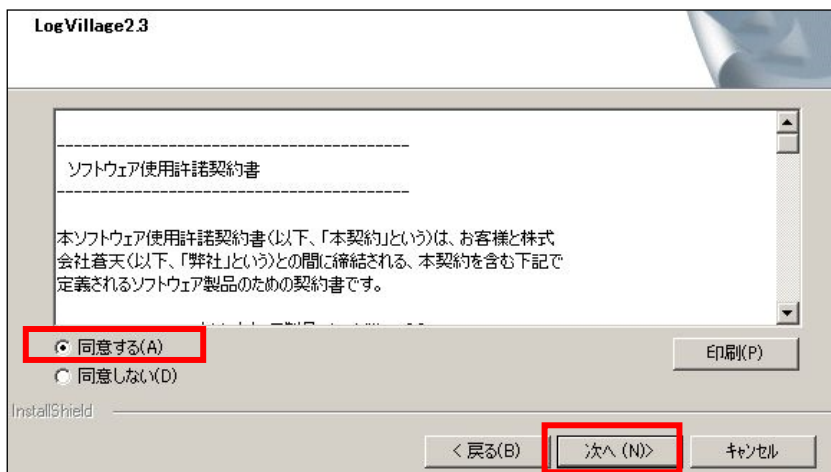 LogVillage2.3
---------------------------------------
ソフトウェア使用許諾契約書
---------------------------------------
本ソフトウェア使用許諾契約書(以下、「本契約」という)は、お客様と株式
会社蒼天(以下、「弊社」という)との間に締結される、本契約を含む下記で
定義されるソフトウェア製品のための契約書です。
同意する(A)
印刷(P)
同意しない(D)
InstallShield
< 戻る(B)
次へ (N)>
キャンセル